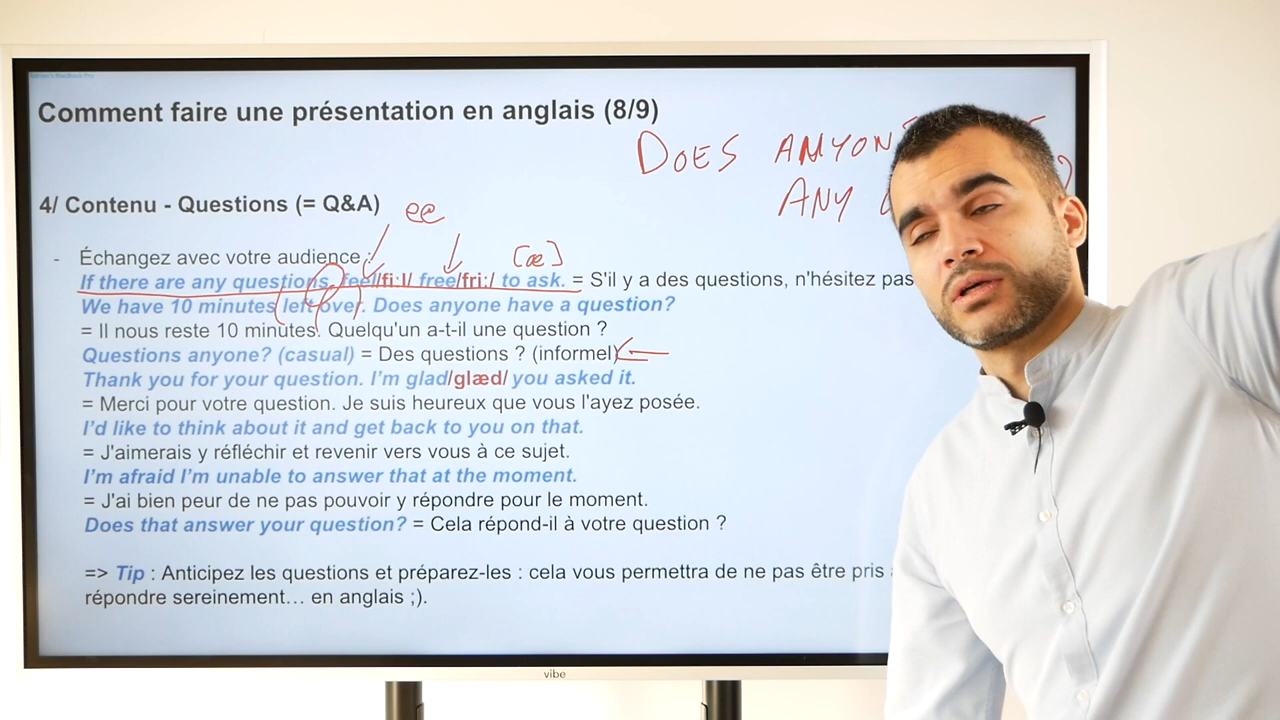 Comment faire une présentation en anglais (8/9)
DOES ANYONE
ANY
4/ Contenu - Questions (= Q&A)
ee
[æ]
- Échangez avec votre audience :
If there are any questions, feel/fi:l/ free/fri:/ to ask. = S'il y a des questions, n'hésitez pas
We have 10 minutes left (over). Does anyone have a question?
= Il nous reste 10 minutes. Quelqu'un a-t-il une question ?
Questions anyone? (casual) = Des questions ? (informel)
Thank you for your question. I'm glad/glæd/ you asked it.
= Merci pour votre question. Je suis heureux que vous l'ayez posée.
I'd like to think about it and get back to you on that.
= J'aimerais y réfléchir et revenir vers vous à ce sujet.
I'm afraid I'm unable to answer that at the moment.
= J'ai bien peur de ne pas pouvoir y répondre pour le moment.
Does that answer your question? = Cela répond-il à votre question ?
=> Tip : Anticipez les questions et préparez-les : cela vous permettra de ne pas être pris
répondre sereinement… en anglais ;).
vibe